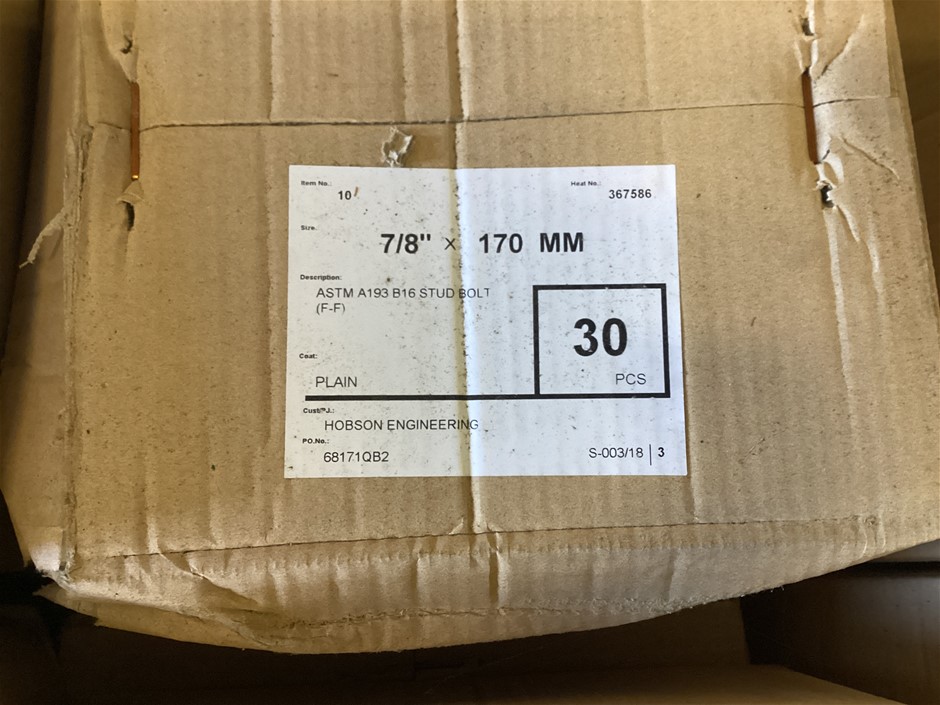 Item No.:
Heat No.:
10
367586
Size.
7/8" × 170 MM
Description:
ASTM A193 B16 STUD BOLT
(F-F)
30
Coat:
PLAIN
PCS
HOBSON ENGINEERING
PO.No.:
68171QB2
S-003/18 | 3